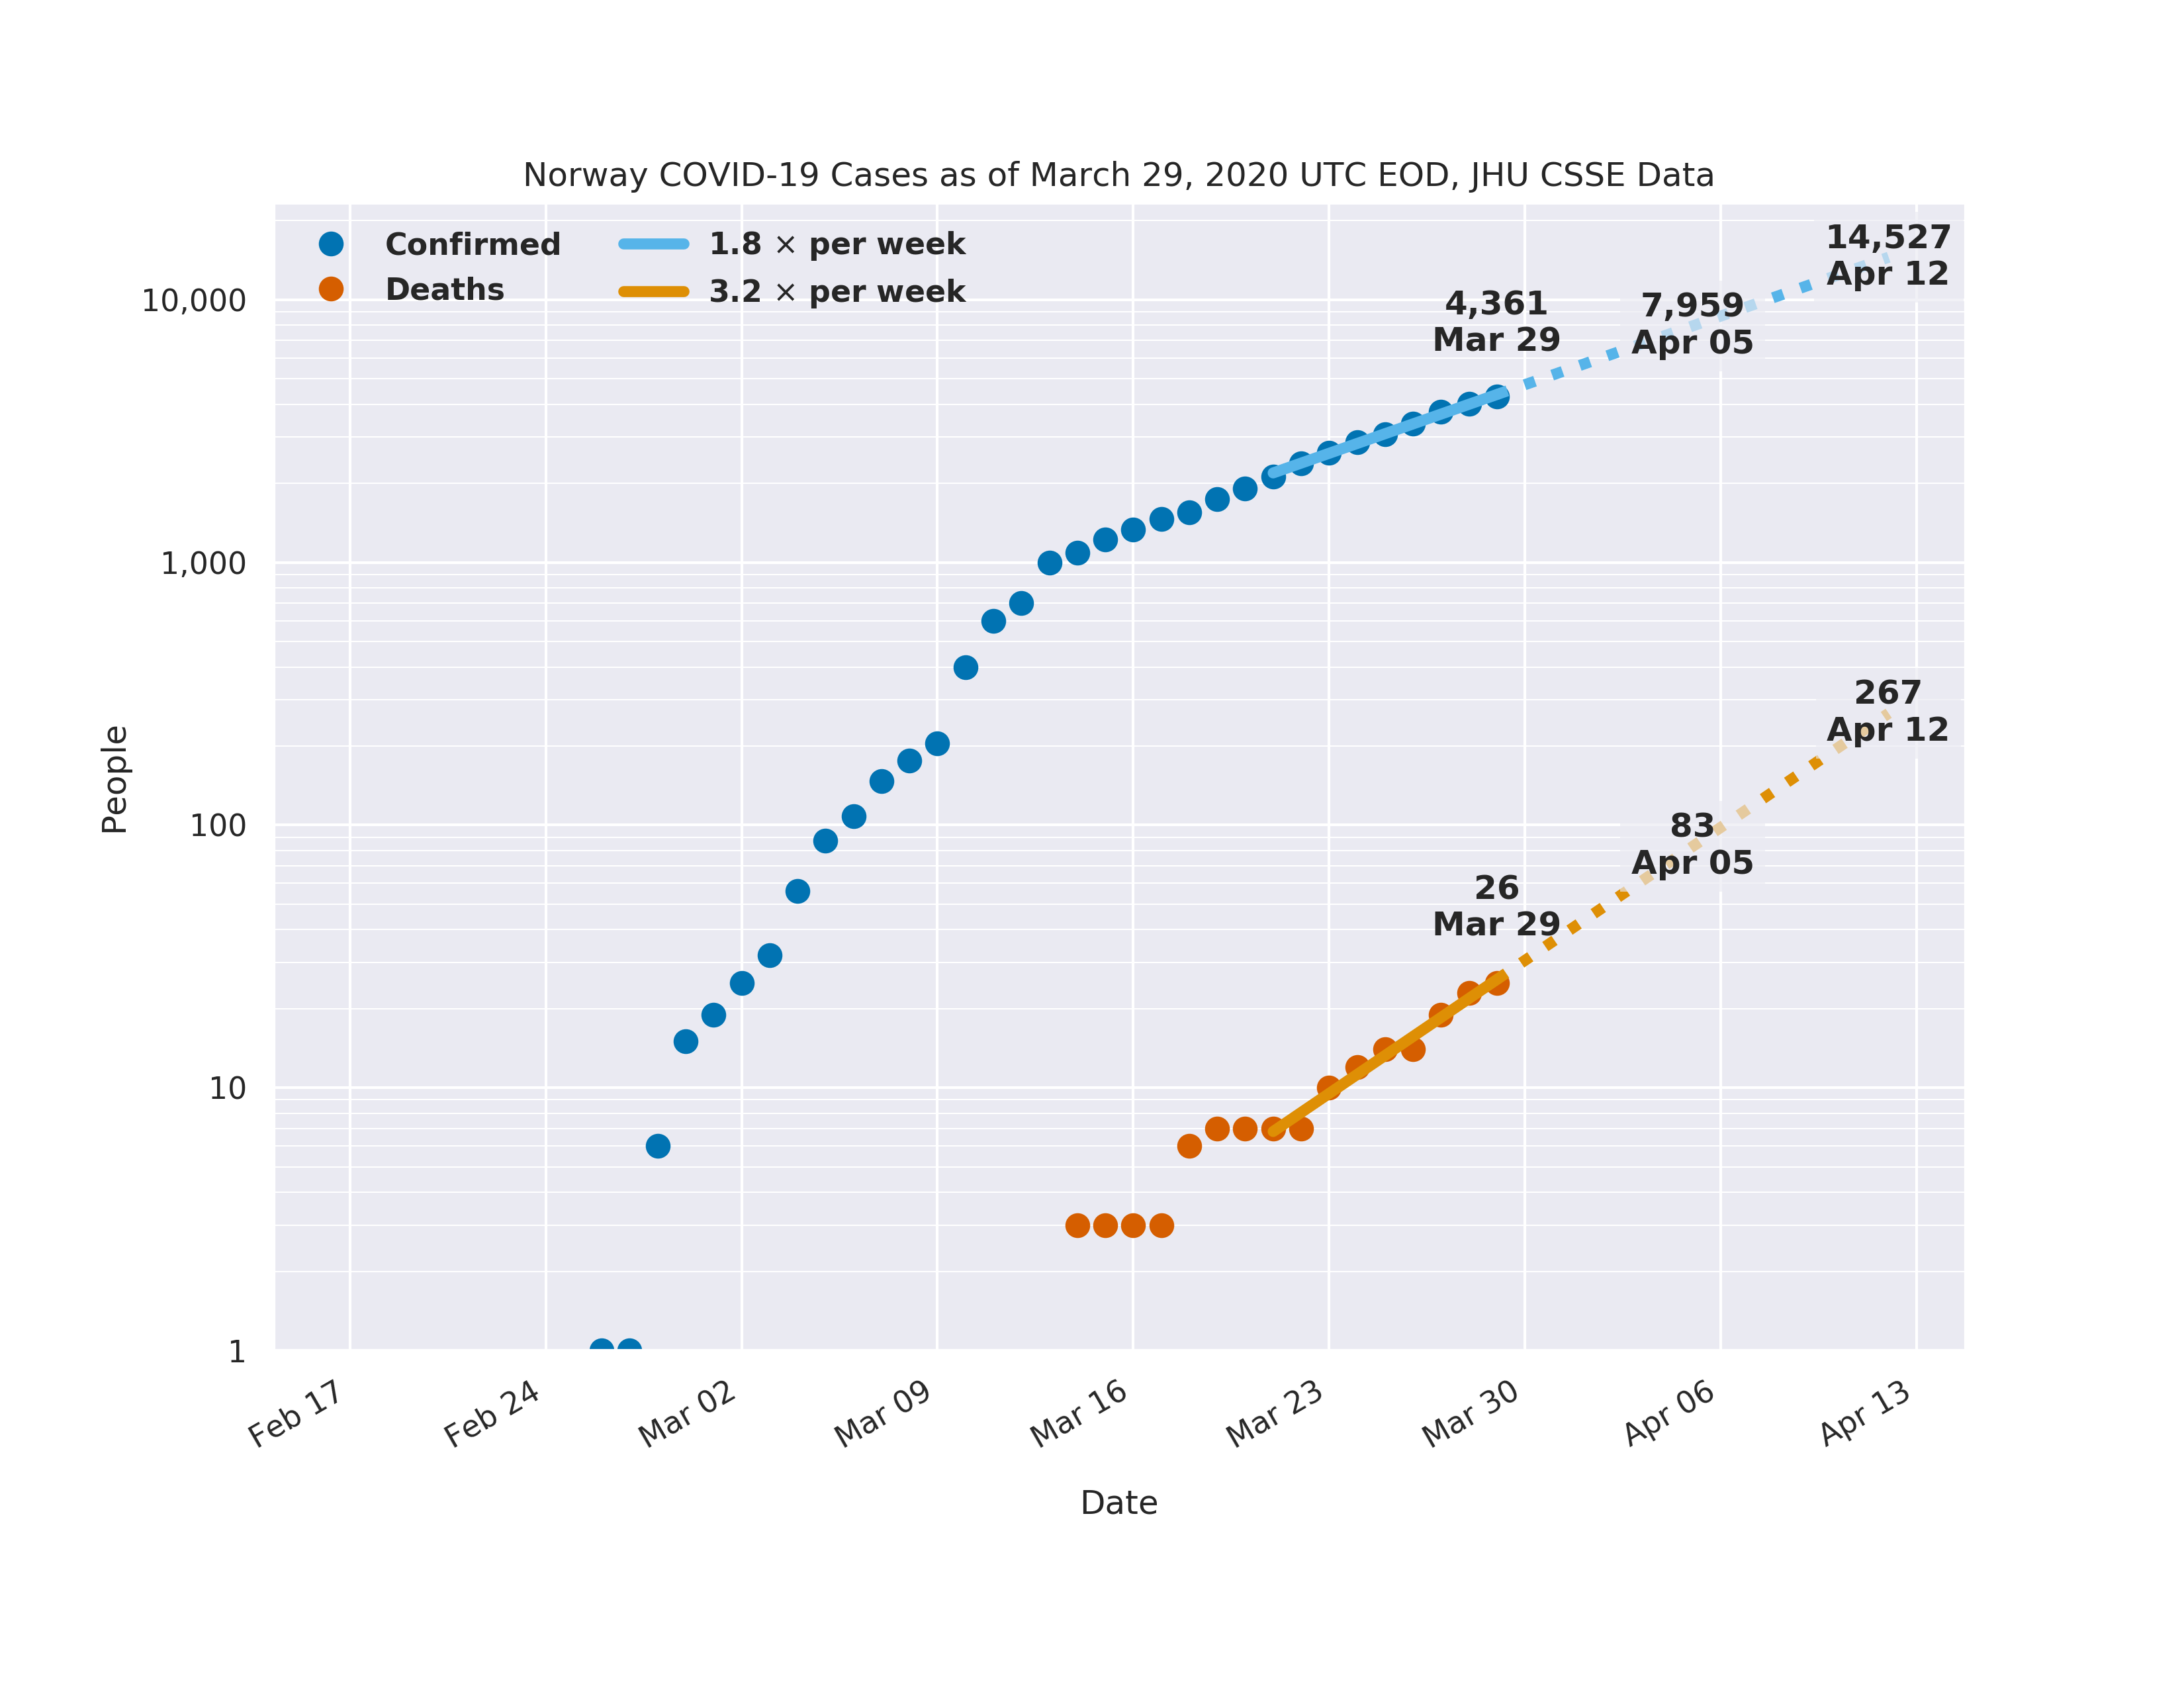 Norway COVID-19 Cases as of March 29, 2020 UTC EOD, JHU CSSE Data
Confirmed
Deaths
1.8 × per week
3.2 × per week
14,527
Apr 12
4,361
Mar 29
7,959
Apr 05
267
Apr 12
83
Apr 05
26
Mar 29
People
10,000
1,000
100
10
1
Feb 17
Feb 24
Mar 02
Mar 09
Mar 16
Mar 23
Mar 30
Apr 06
Apr 13
Date